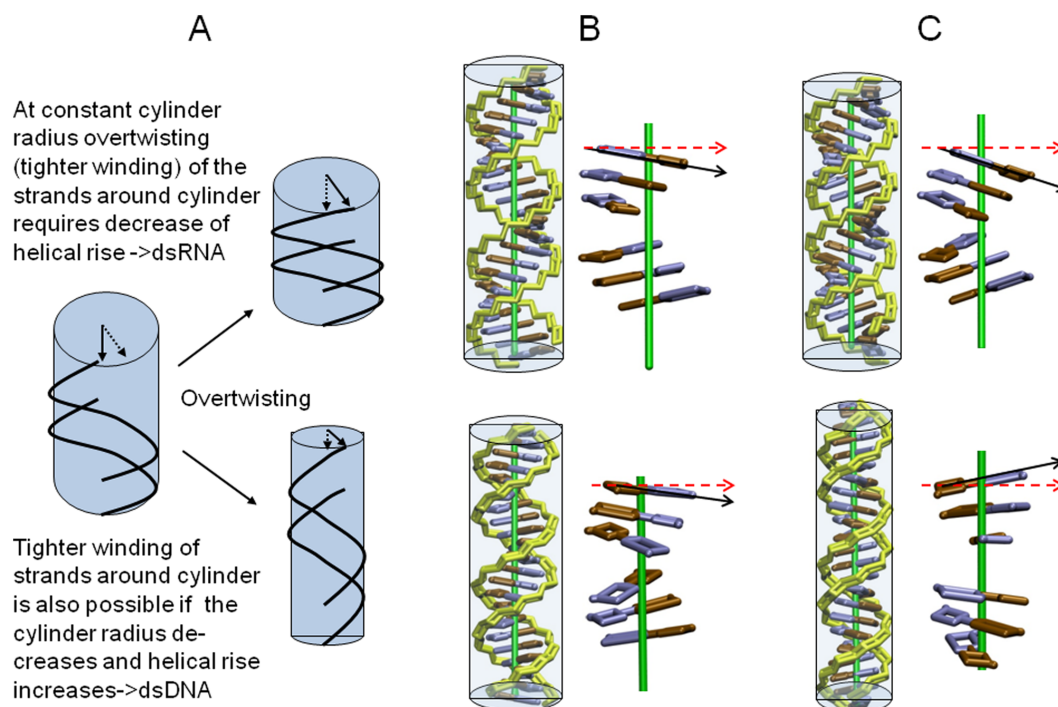 A
B
C
At constant cylinder
radius overtwisting
(tighter winding) of the
strands around cylinder
requires decrease of
helical rise ->dsRNA
Overtwisting
Tighter winding of
strands around cylinder
is also possible if  the
cylinder radius de-
creases and helical rise
increases->dsDNA